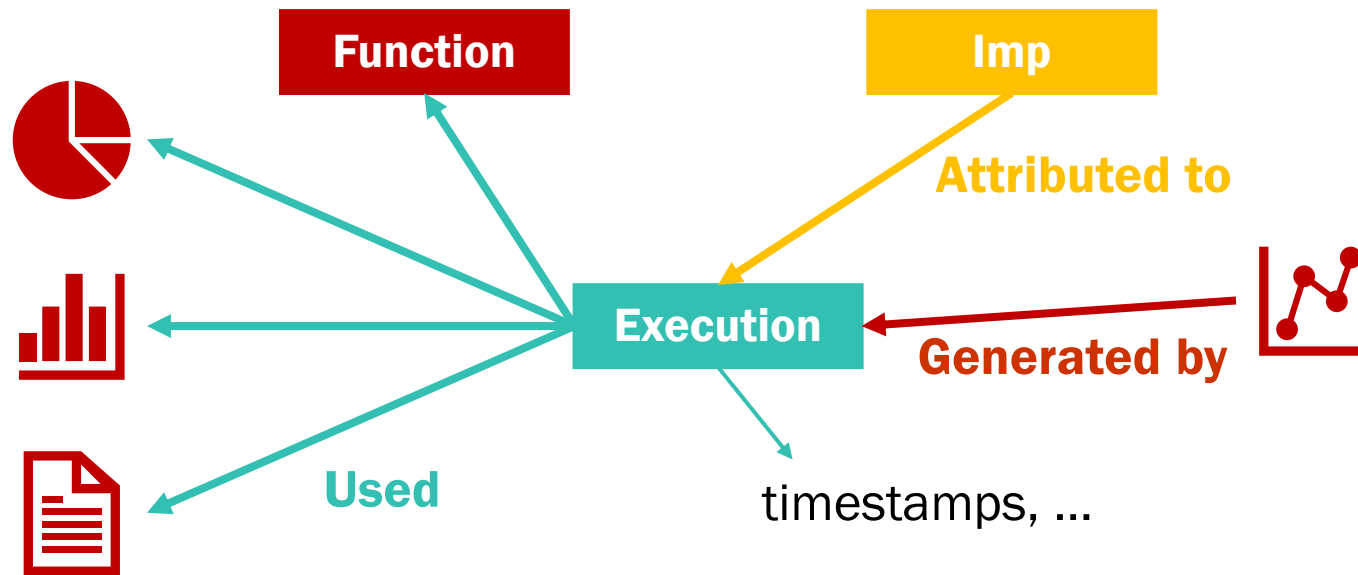 Function
Imp
Attributed to
Execution
Generated by
Used
timestamps, ...